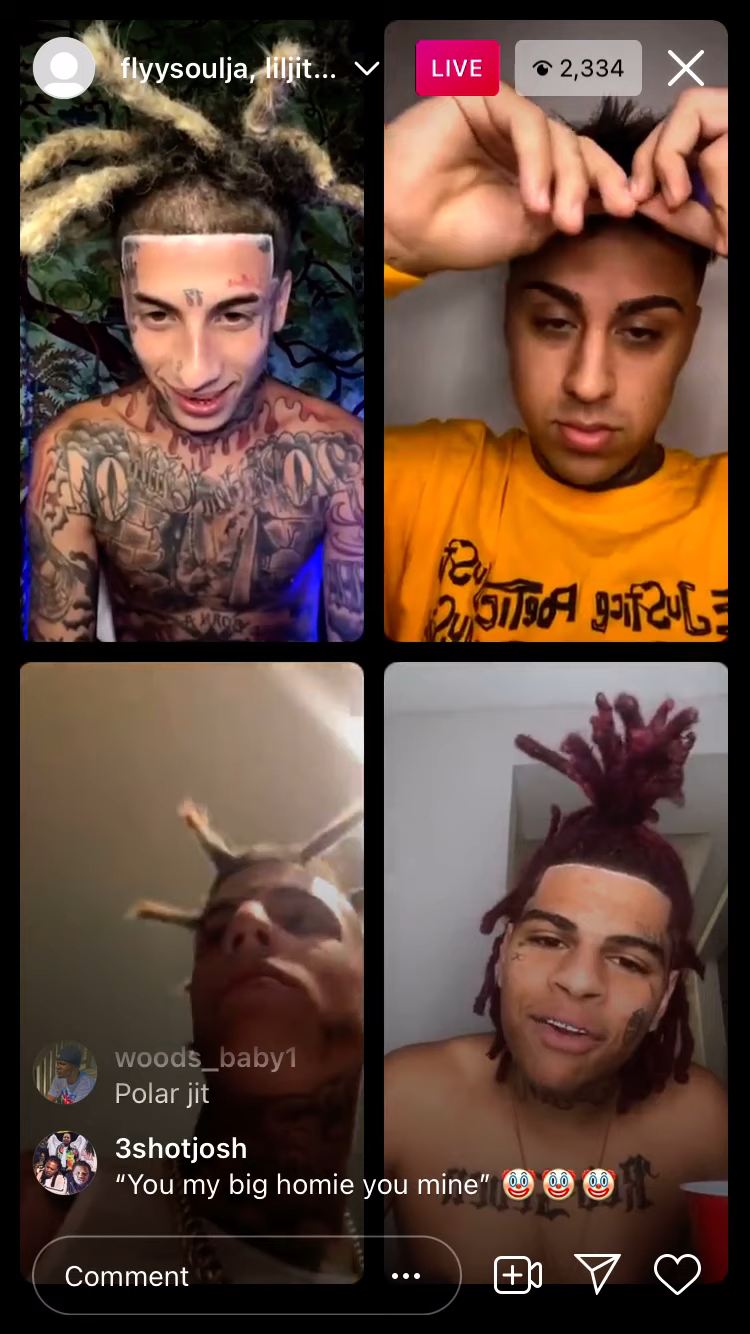 flyysoulja, liljit...
LIVE
2,334
woods_baby1
Polar jit
3shotjosh
“You my big homie you mine” 🤡🤡🤡
Comment